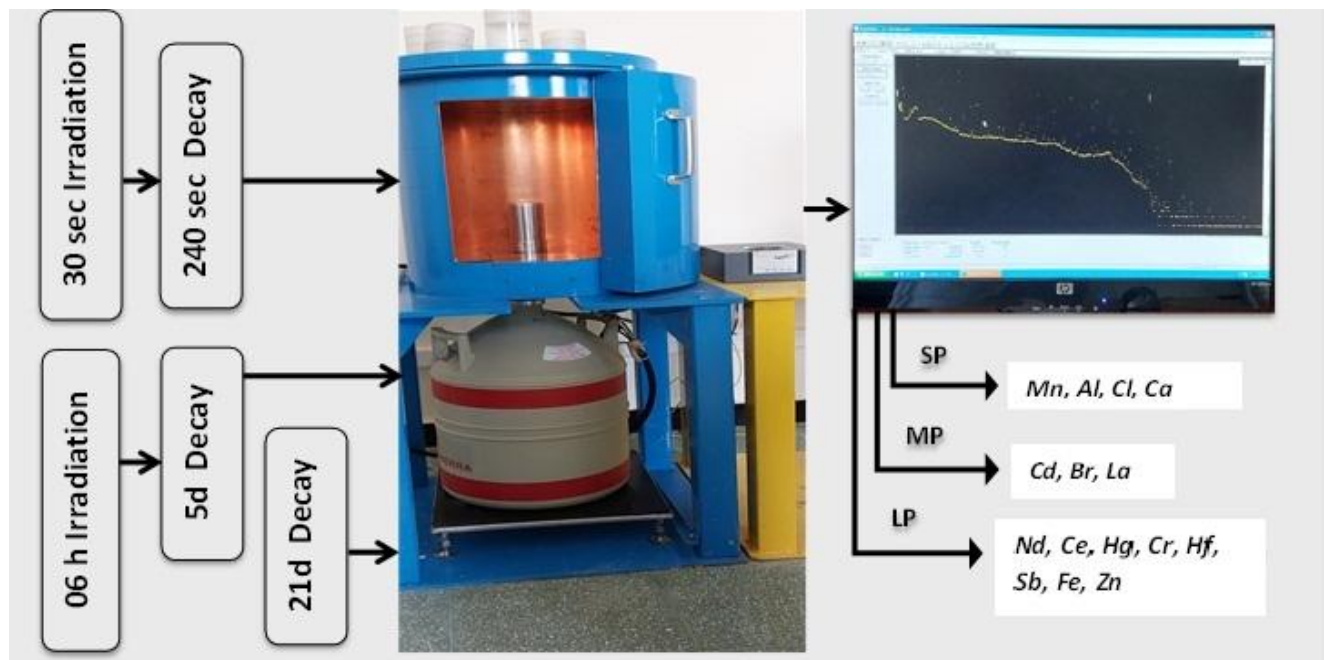 30 sec Irradiation
240 sec Decay
06 h Irradiation
5d Decay
21d Decay
SP
Mn, Al, Cl, Ca
MP
Cd, Br, La
LP
Nd, Ce, Hg, Cr, Hf,
Sb, Fe, Zn
hp